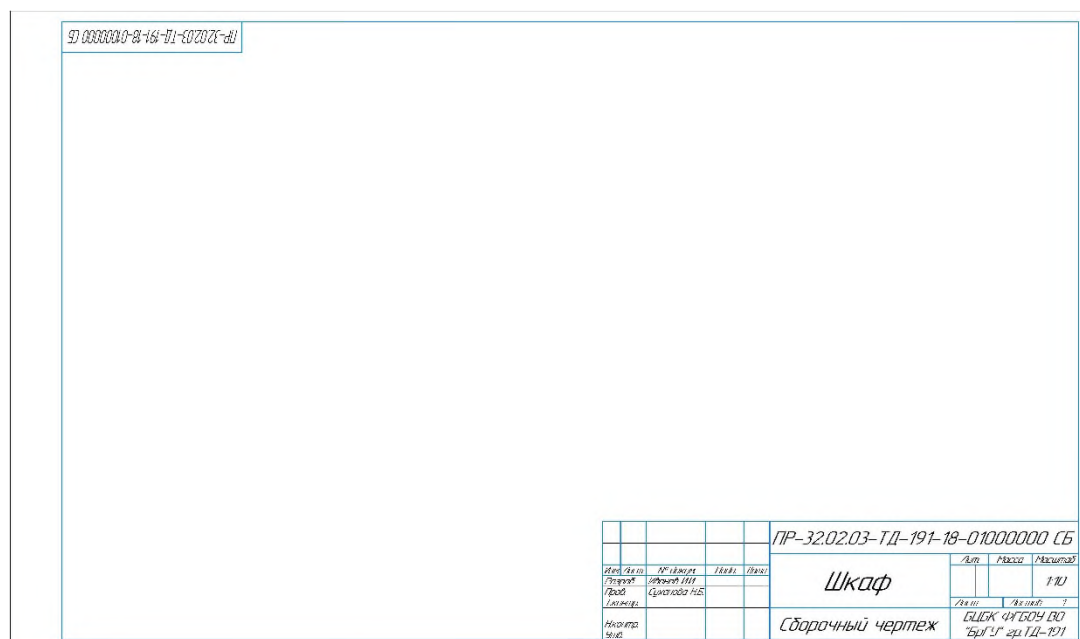 ПР-32.02.03-ТД-191-18-01000000 СБ
ПР-32.02.03-ТД-191-18-01000000 СБ
Лит. Масса Масштаб
Изм. Лист № докум. Подп. Дата
Разраб. Иванов И.И.
Шкаф
1:10
Пров. Суханова Н.Б.
Т.контр.
Лист Листов 1
Н.контр.
Утв.
Сборочный чертеж
БЦБК ФГБОУ ВО
"БрГУ" гр.ТД-191